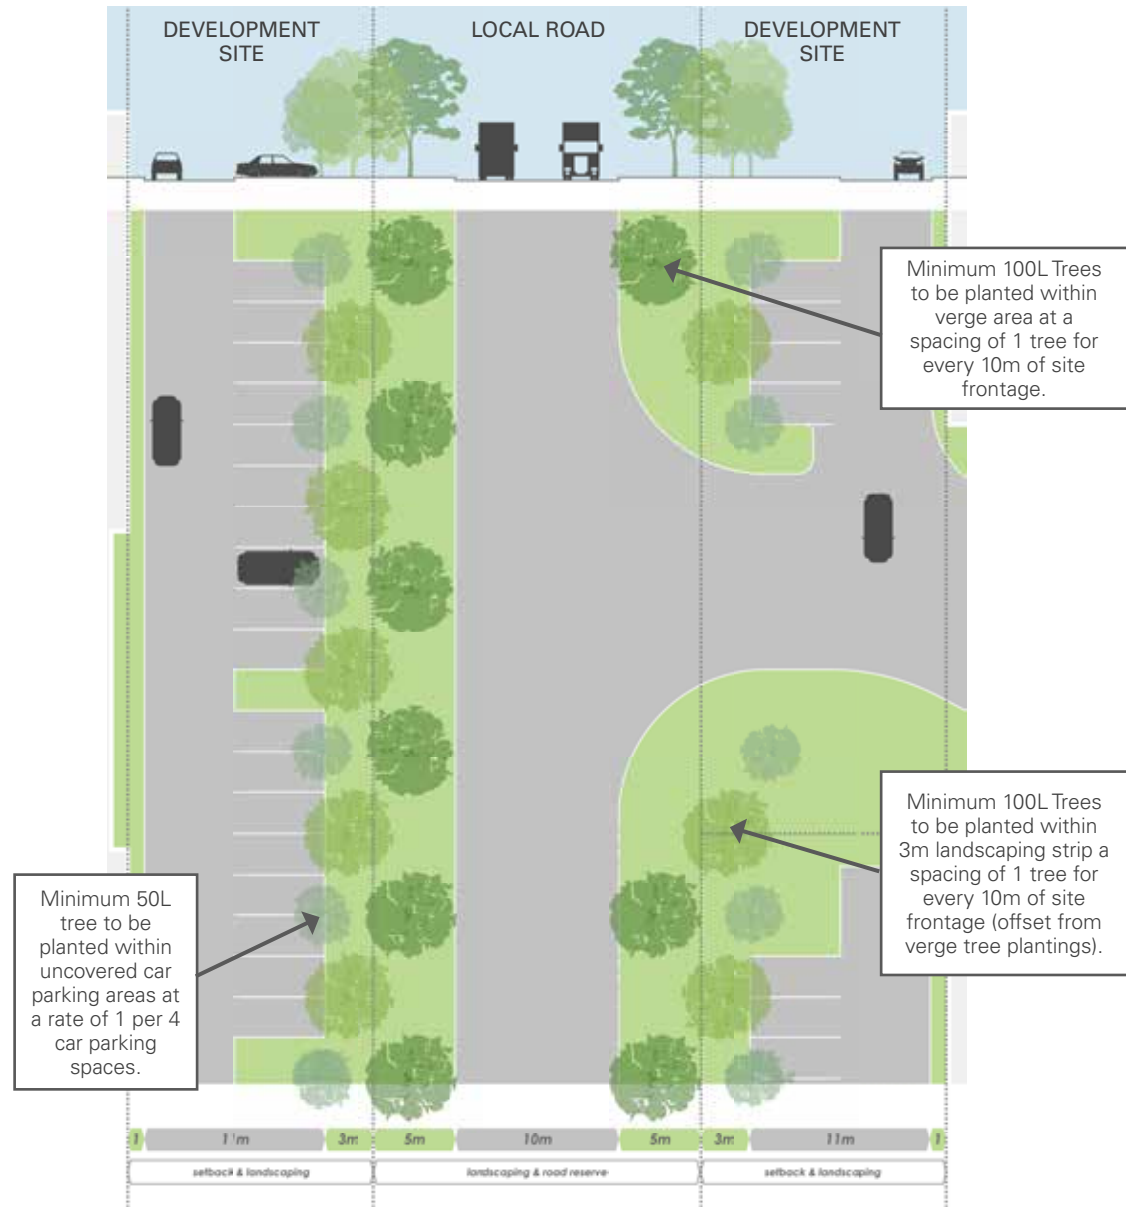 DEVELOPMENT
SITE
LOCAL ROAD
DEVELOPMENT
SITE
Minimum 100L Trees
to be planted within
verge area at a
spacing of 1 tree for
every 10m of site
frontage.
Minimum 100L Trees
to be planted within
3m landscaping strip a
spacing of 1 tree for
every 10m of site
frontage (offset from
verge tree plantings).
Minimum 50L
tree to be
planted within
uncovered car
parking areas at
a rate of 1 per 4
car parking
spaces.
1 11m 3m 5m 10m 5m 3m 11m 1
setback & landscaping
landscaping & road reserve
setback & landscaping